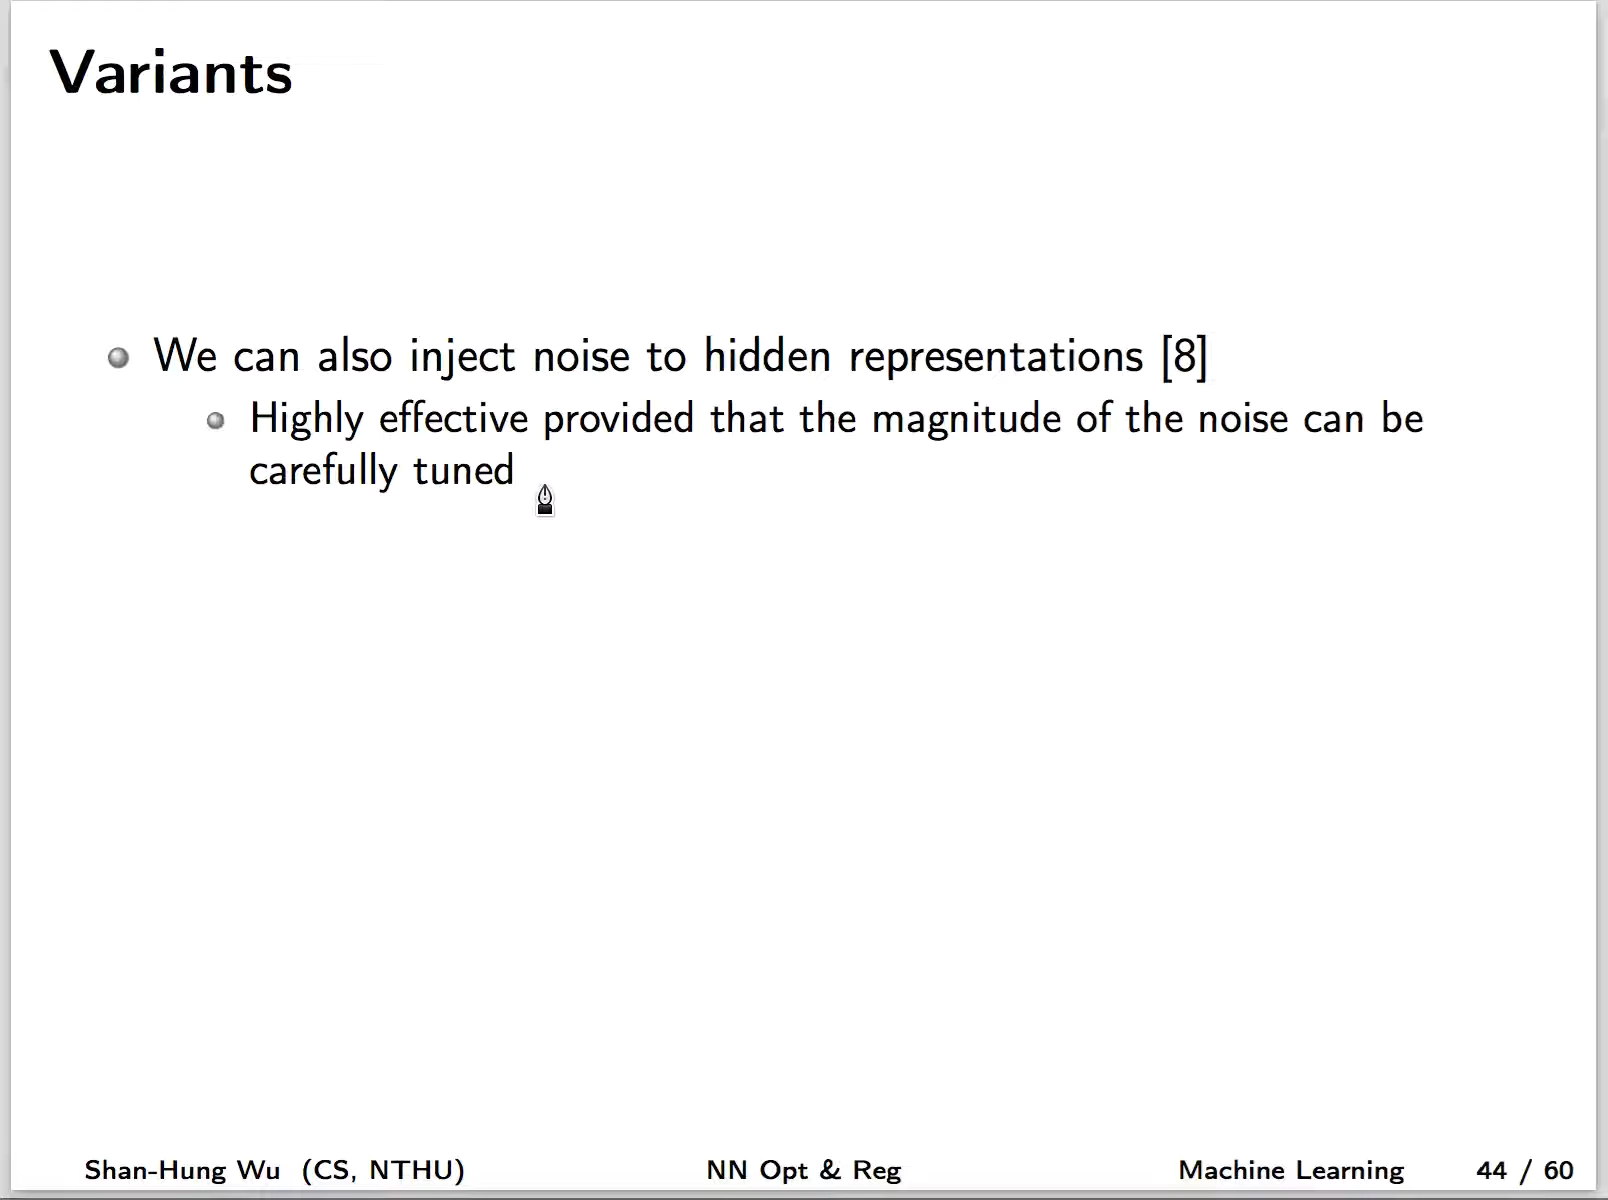 Variants
We can also inject noise to hidden representations [8]
Highly effective provided that the magnitude of the noise can be
carefully tuned
Shan-Hung Wu (CS, NTHU) NN Opt & Reg Machine Learning 44 / 60